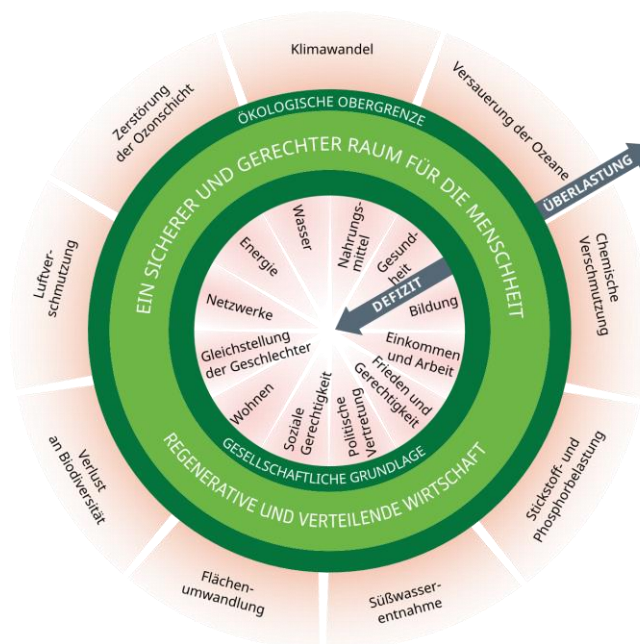 Klimawandel
Versauerung der Ozeane
ÜBERLASTUNG
Chemische
Verschmutzung
Stickstoff- und
Phosphorbelastung
Süßwasser-
entnahme
Flächen-
umwandlung
Verlust
an Biodiversität
Luftver-
schmutzung
Zerstörung
der Ozonschicht
ÖKOLOGISCHE OBERGRENZE
EIN SICHERER UND GERECHTER RAUM FÜR DIE MENSCHHEIT
Wasser
Nahrungs-
mittel
Gesund-
heit
DEFIZIT
Bildung
Einkommen
und Arbeit
Frieden und
Gerechtigkeit
Politische
Vertretung
Soziale
Gerechtigkeit
Wohnen
Gleichstellung
der Geschlechter
Netzwerke
Energie
GESELLSCHAFTLICHE GRUNDLAGE
REGENERATIVE UND VERTEILENDE WIRTSCHAFT